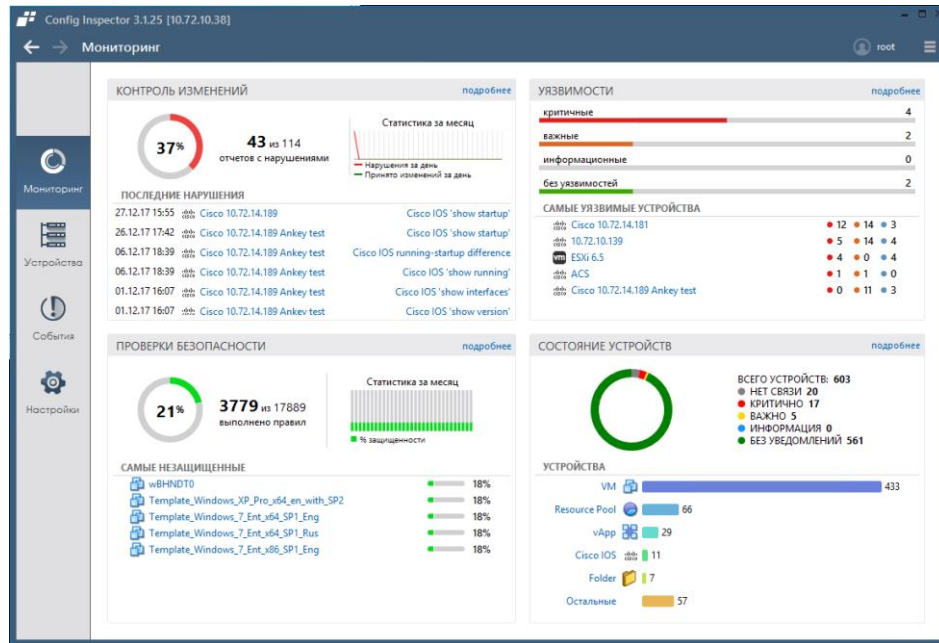 Config Inspector 3.1.25 [10.72.10.38]
Мониторинг
root
Мониторинг
Устройства
События
Настройки
КОНТРОЛЬ ИЗМЕНЕНИЙ подробнее
37%
43 из 114
отчетов с нарушениями
Статистика за месяц
Нарушения за день
Принято изменений за день
ПОСЛЕДНИЕ НАРУШЕНИЯ
27.12.17 15:55 Cisco 10.72.14.189 Cisco IOS 'show startup'
26.12.17 17:42 Cisco 10.72.14.189 Ankey test Cisco IOS 'show startup'
06.12.17 18:39 Cisco 10.72.14.189 Ankey test Cisco IOS running-startup difference
06.12.17 18:39 Cisco 10.72.14.189 Ankey test Cisco IOS 'show running'
01.12.17 16:07 Cisco 10.72.14.189 Ankey test Cisco IOS 'show interfaces'
01.12.17 16:07 Cisco 10.72.14.189 Ankey test Cisco IOS 'show version'
УЯЗВИМОСТИ подробнее
критичные 4
важные 2
информационные 0
без уязвимостей 2
САМЫЕ УЯЗВИМЫЕ УСТРОЙСТВА
Cisco 10.72.14.181 12 14 3
10.72.10.139 5 14 4
vm ESXi 6.5 4 0 4
ACS 1 1 0
Cisco 10.72.14.189 Ankey test 0 11 3
ПРОВЕРКИ БЕЗОПАСНОСТИ подробнее
21%
3779 из 17889
выполнено правил
Статистика за месяц
% защищенности
САМЫЕ НЕЗАЩИЩЕННЫЕ
wBHNDT0 18%
Template_Windows_XP_Pro_x64_en_with_SP2 18%
Template_Windows_7_Ent_x64_SP1_Eng 18%
Template_Windows_7_Ent_x64_SP1_Rus 18%
Template_Windows_7_Ent_x86_SP1_Eng 18%
СОСТОЯНИЕ УСТРОЙСТВ подробнее
ВСЕГО УСТРОЙСТВ: 603
НЕТ СВЯЗИ 20
КРИТИЧНО 17
ВАЖНО 5
ИНФОРМАЦИЯ 0
БЕЗ УВЕДОМЛЕНИЙ 561
УСТРОЙСТВА
VM 433
Resource Pool 66
vApp 29
Cisco IOS 11
Folder 7
Остальные 57